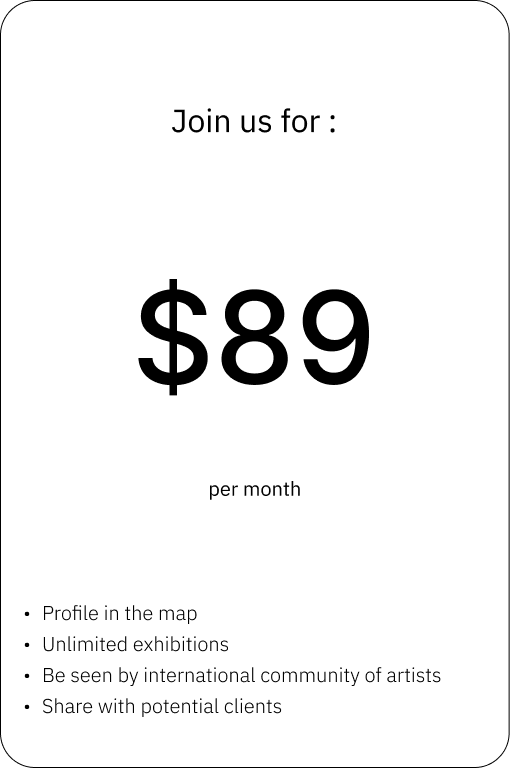 Join us for :
$89
per month
• Profile in the map
• Unlimited exhibitions
• Be seen by international community of artists
• Share with potential clients